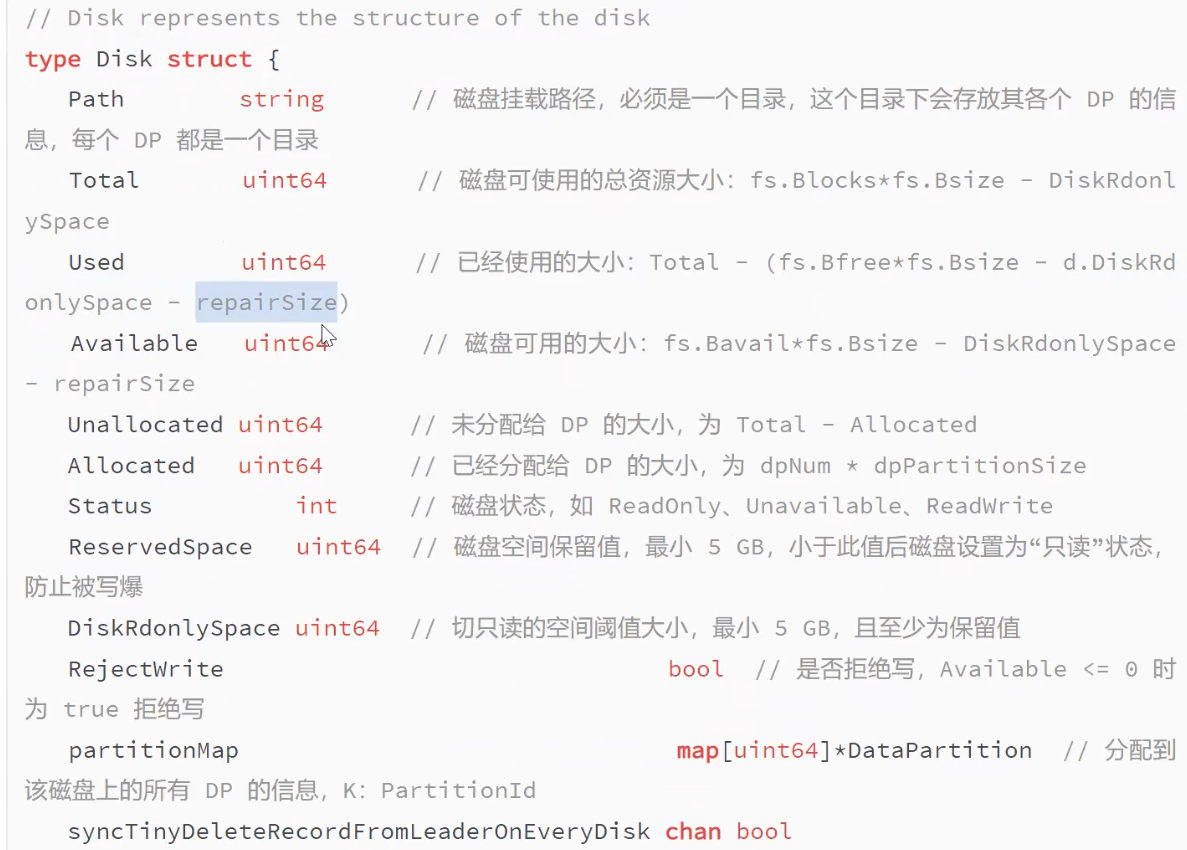 // Disk represents the structure of the disk
type Disk struct {
Path string // 磁盘挂载路径，必须是一个目录，这个目录下会存放其各个 DP 的信
息，每个 DP 都是一个目录
Total uint64 // 磁盘可使用的总资源大小：fs.Blocks*fs.Bsize - DiskRdonl
ySpace
Used uint64 // 已经使用的大小：Total - (fs.Bfree*fs.Bsize - d.DiskRd
onlySpace - repairSize)
Available uint64 // 磁盘可用的大小：fs.Bavail*fs.Bsize - DiskRdonlySpace
- repairSize
Unallocated uint64 // 未分配给 DP 的大小，为 Total - Allocated
Allocated uint64 // 已经分配给 DP 的大小，为 dpNum * dpPartitionSize
Status int // 磁盘状态，如 ReadOnly、Unavailable、ReadWrite
ReservedSpace uint64 // 磁盘空间保留值，最小 5 GB，小于此值后磁盘设置为“只读”状态，
防止被写爆
DiskRdonlySpace uint64 // 切只读的空间阈值大小，最小 5 GB，且至少为保留值
RejectWrite bool // 是否拒绝写，Available <= 0 时
为 true 拒绝写
partitionMap map[uint64]*DataPartition // 分配到
该磁盘上的所有 DP 的信息，K: PartitionId
syncTinyDeleteRecordFromLeaderOnEveryDisk chan bool